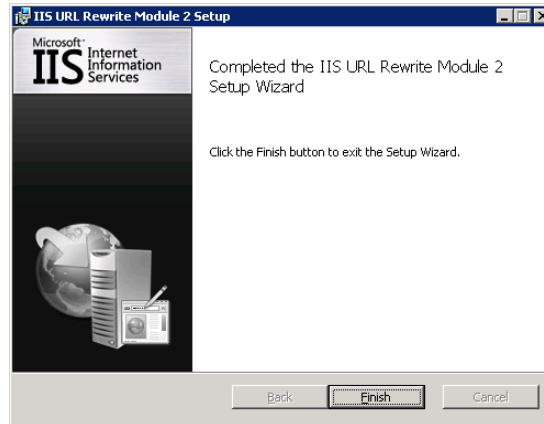 IIS URL Rewrite Module 2 Setup
Microsoft
IIS Internet
Information
Services
Completed the IIS URL Rewrite Module 2
Setup Wizard
Click the Finish button to exit the Setup Wizard.
Back
Finish
Cancel